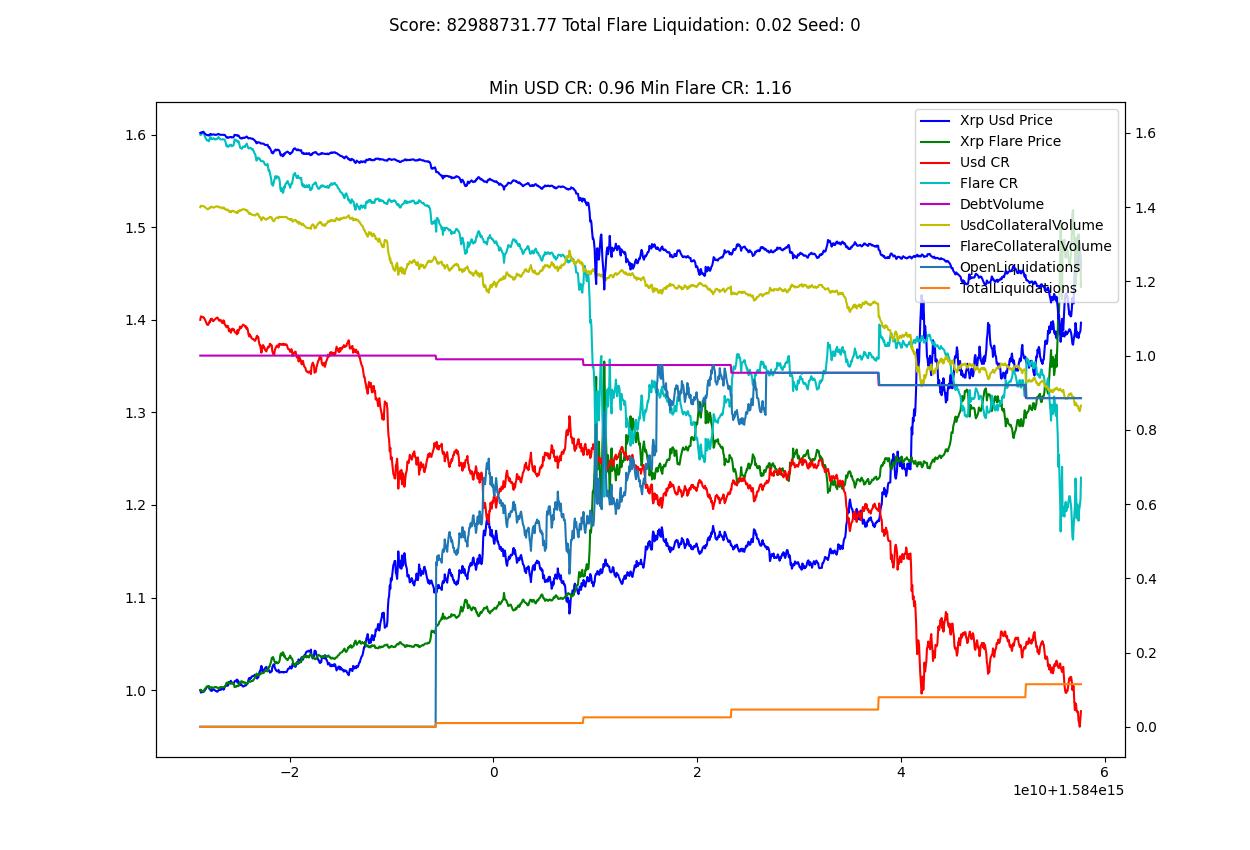 Score: 82988731.77 Total Flare Liquidation: 0.02 Seed: 0
Min USD CR: 0.96 Min Flare CR: 1.16
1.6
1.5
1.4
1.3
1.2
1.1
1.0
Xrp Usd Price
Xrp Flare Price
Usd CR
Flare CR
DebtVolume
UsdCollateralVolume
FlareCollateralVolume
OpenLiquidations
TotalLiquidations
1.6
1.4
1.2
1.0
0.8
0.6
0.4
0.2
0.0
−2 0 2 4 6
1e10+1.584e15